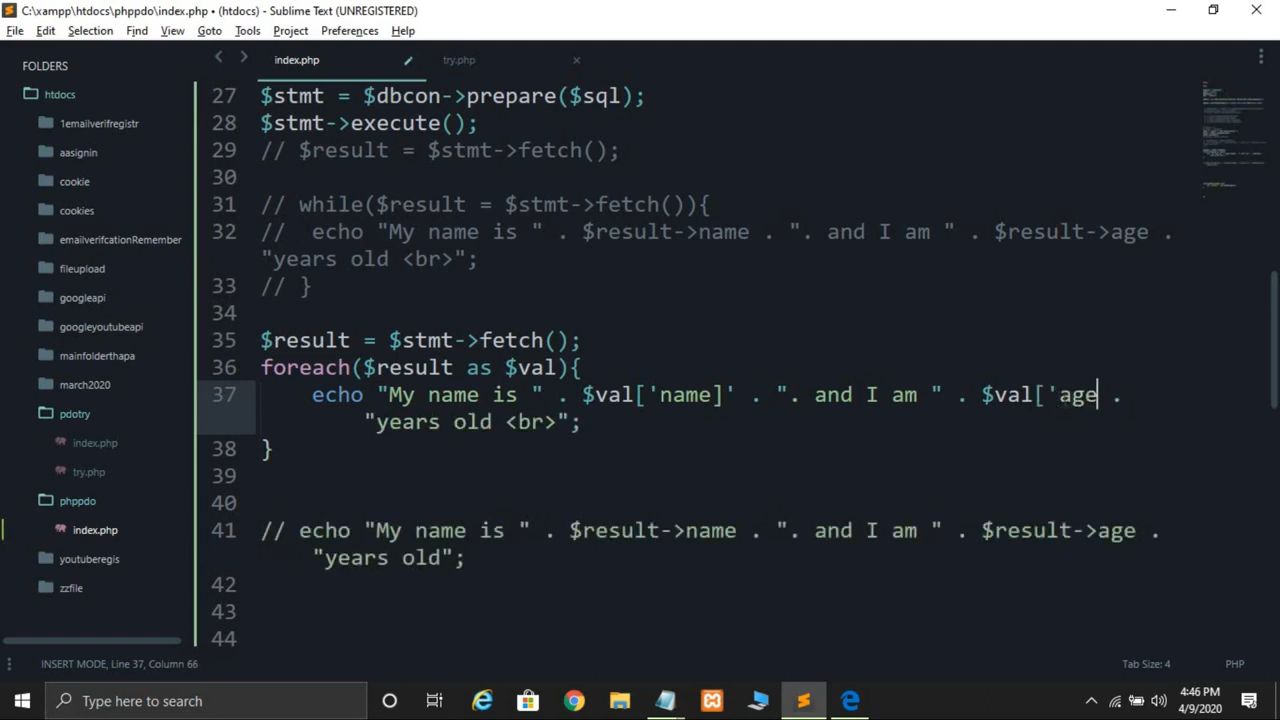 C:\xampp\htdocs\phppdo\index.php • (htdocs) - Sublime Text (UNREGISTERED)
File Edit Selection Find View Goto Tools Project Preferences Help
FOLDERS
htdocs
1emailverifregistr
aasignin
cookie
cookies
emailverifcationRemember
fileupload
googleapi
googleyoutubeapi
mainfolderthapa
march2020
pdotry
index.php
try.php
phppdo
index.php
youtuberegis
zzfile
index.php try.php
27 $stmt = $dbcon->prepare($sql);
28 $stmt->execute();
29 // $result = $stmt->fetch();
30
31 // while($result = $stmt->fetch()){
32 //  echo "My name is " . $result->name . ". and I am " . $result->age .
"years old <br>";
33 // }
34
35 $result = $stmt->fetch();
36 foreach($result as $val){
37     echo "My name is " . $val['name]' . ". and I am " . $val['age .
"years old <br>";
38 }
39
40
41 // echo "My name is " . $result->name . ". and I am " . $result->age .
"years old";
42
43
44
INSERT MODE, Line 37, Column 66 Tab Size: 4 PHP
Type here to search
4:46 PM
4/9/2020